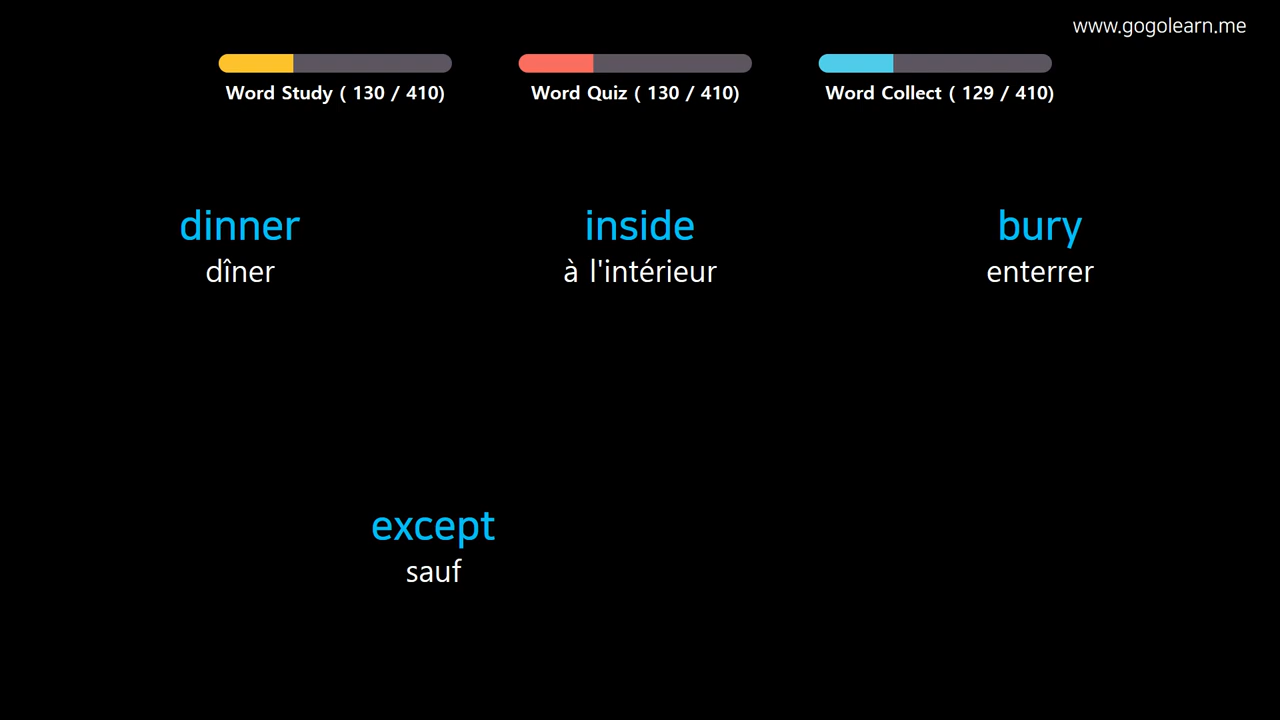 www.gogolearn.me
Word Study ( 130 / 410)
Word Quiz ( 130 / 410)
Word Collect ( 129 / 410)
dinner
dîner
inside
à l'intérieur
bury
enterrer
except
sauf